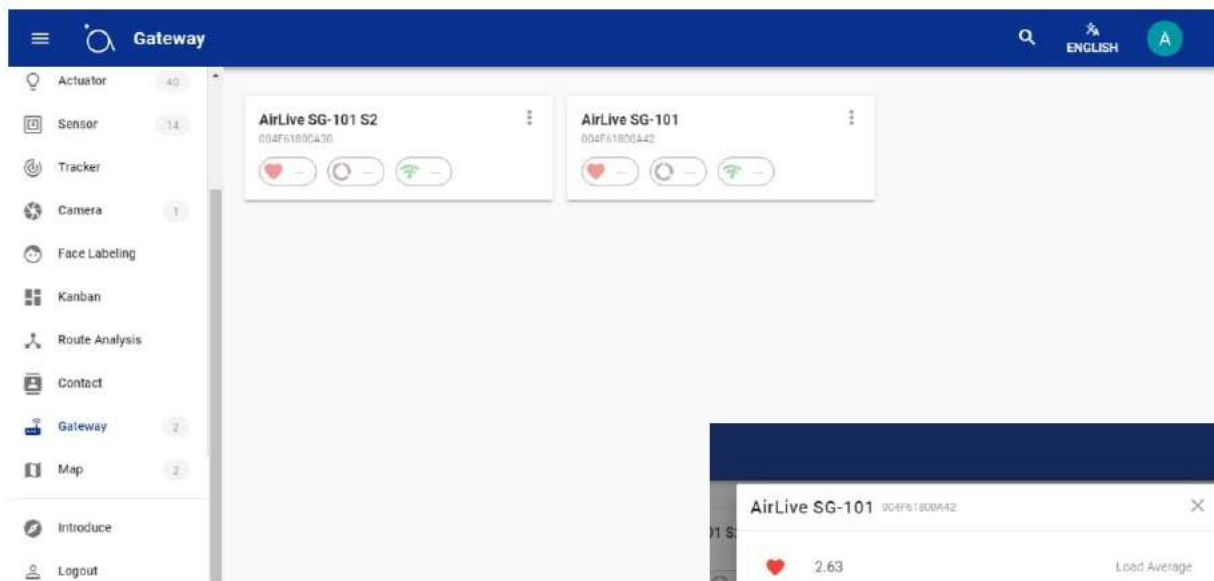 Gateway
ENGLISH
A
Actuator 40
Sensor 14
Tracker
Camera 1
Face Labeling
Kanban
Route Analysis
Contact
Gateway 2
Map 2
Introduce
Logout
AirLive SG-101 S2
004F61800A30
AirLive SG-101
004F61800A42
AirLive SG-101 004F61800A42
01 S
2.63 Load Average